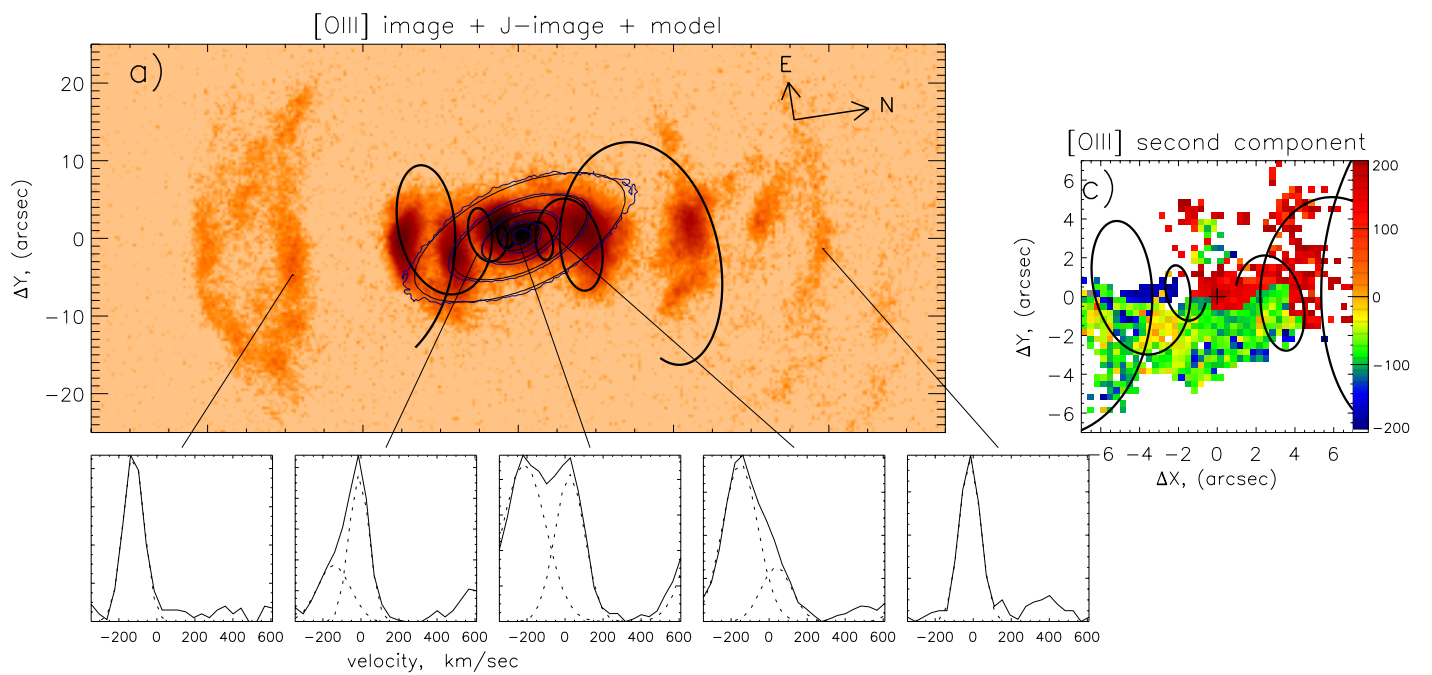 [OIII] image + J-image + model
a)
E
N
20
10
0
-10
-20
ΔY, (arcsec)
[OIII] second component
c)
6
4
2
0
-2
-4
-6
ΔY, (arcsec)
200
100
0
-100
-200
-6 -4 -2 0 2 4 6
ΔX, (arcsec)
-200 0 200 400 600
-200 0 200 400 600
-200 0 200 400 600
-200 0 200 400 600
-200 0 200 400 600
velocity, km/sec